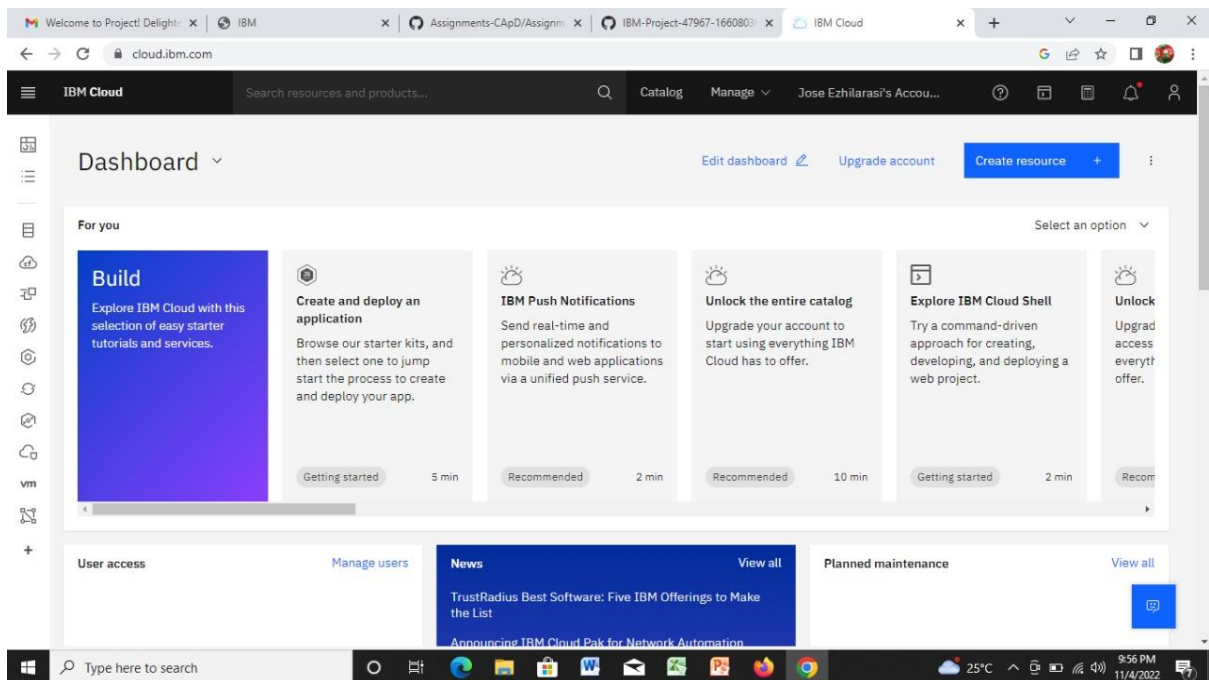 Welcome to Project! Delight
IBM
Assignments-CApD/Assignm
IBM-Project-47967-1660803
IBM Cloud
cloud.ibm.com
IBM Cloud
Search resources and products...
Catalog
Manage
Jose Ezhilarasi's Accou...
Dashboard
Edit dashboard
Upgrade account
Create resource +
For you
Select an option
Build
Explore IBM Cloud with this
selection of easy starter
tutorials and services.
Create and deploy an
application
Browse our starter kits, and
then select one to jump
start the process to create
and deploy your app.
Getting started 5 min
IBM Push Notifications
Send real-time and
personalized notifications to
mobile and web applications
via a unified push service.
Recommended 2 min
Unlock the entire catalog
Upgrade your account to
start using everything IBM
Cloud has to offer.
Recommended 10 min
Explore IBM Cloud Shell
Try a command-driven
approach for creating,
developing, and deploying a
web project.
Getting started 2 min
Unlock
Upgrad
access
everyth
offer.
Recom
vm
User access
Manage users
News
View all
TrustRadius Best Software: Five IBM Offerings to Make
the List
Announcing IBM Cloud Pak for Network Automation
Planned maintenance
View all
Type here to search
25°C
9:56 PM
11/4/2022